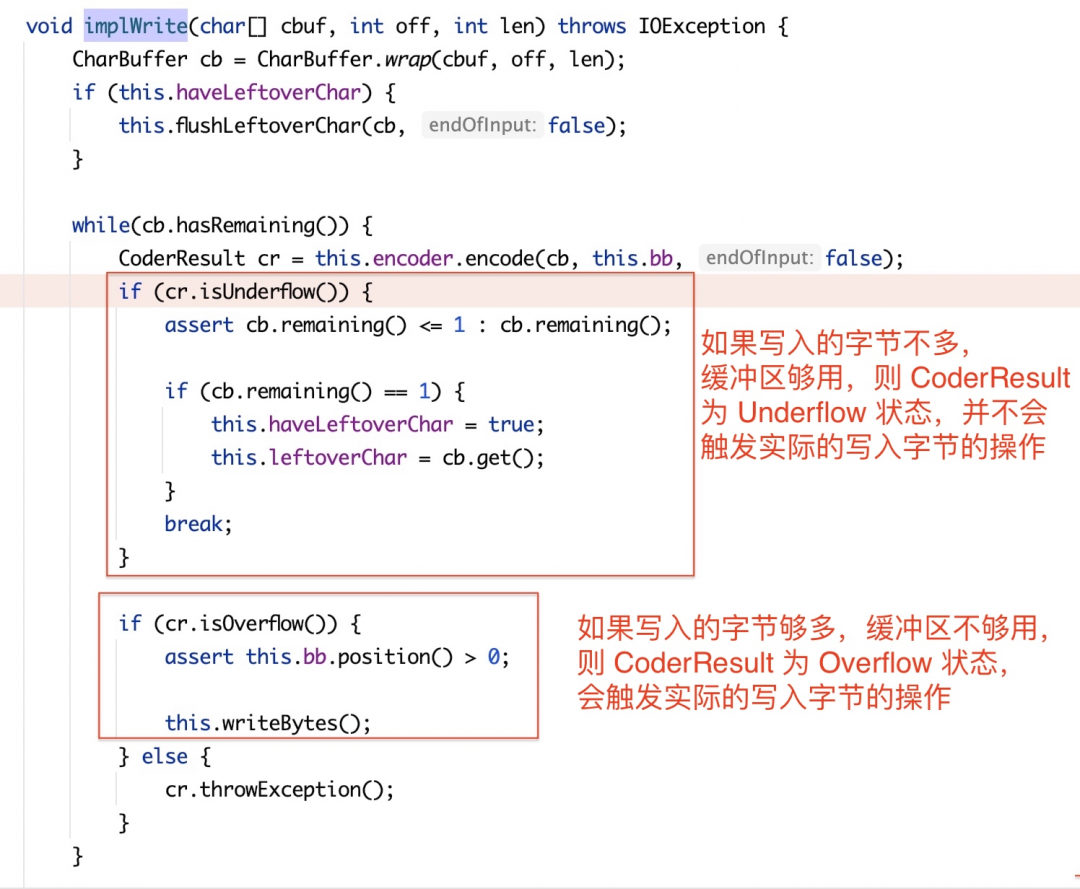 void implWrite(char[] cbuf, int off, int len) throws IOException {
CharBuffer cb = CharBuffer.wrap(cbuf, off, len);
if (this.haveLeftoverChar) {
this.flushLeftoverChar(cb, endOfInput: false);
}
while(cb.hasRemaining()) {
CoderResult cr = this.encoder.encode(cb, this.bb, endOfInput: false);
if (cr.isUnderflow()) {
assert cb.remaining() <= 1 : cb.remaining();
if (cb.remaining() == 1) {
this.haveLeftoverChar = true;
this.leftoverChar = cb.get();
}
break;
}
如果写入的字节不多，
缓冲区够用，则 CoderResult
为 Underflow 状态，并不会
触发实际的写入字节的操作
if (cr.isOverflow()) {
assert this.bb.position() > 0;
this.writeBytes();
} else {
cr.throwException();
}
}
如果写入的字节够多，缓冲区不够用，
则 CoderResult 为 Overflow 状态，
会触发实际的写入字节的操作